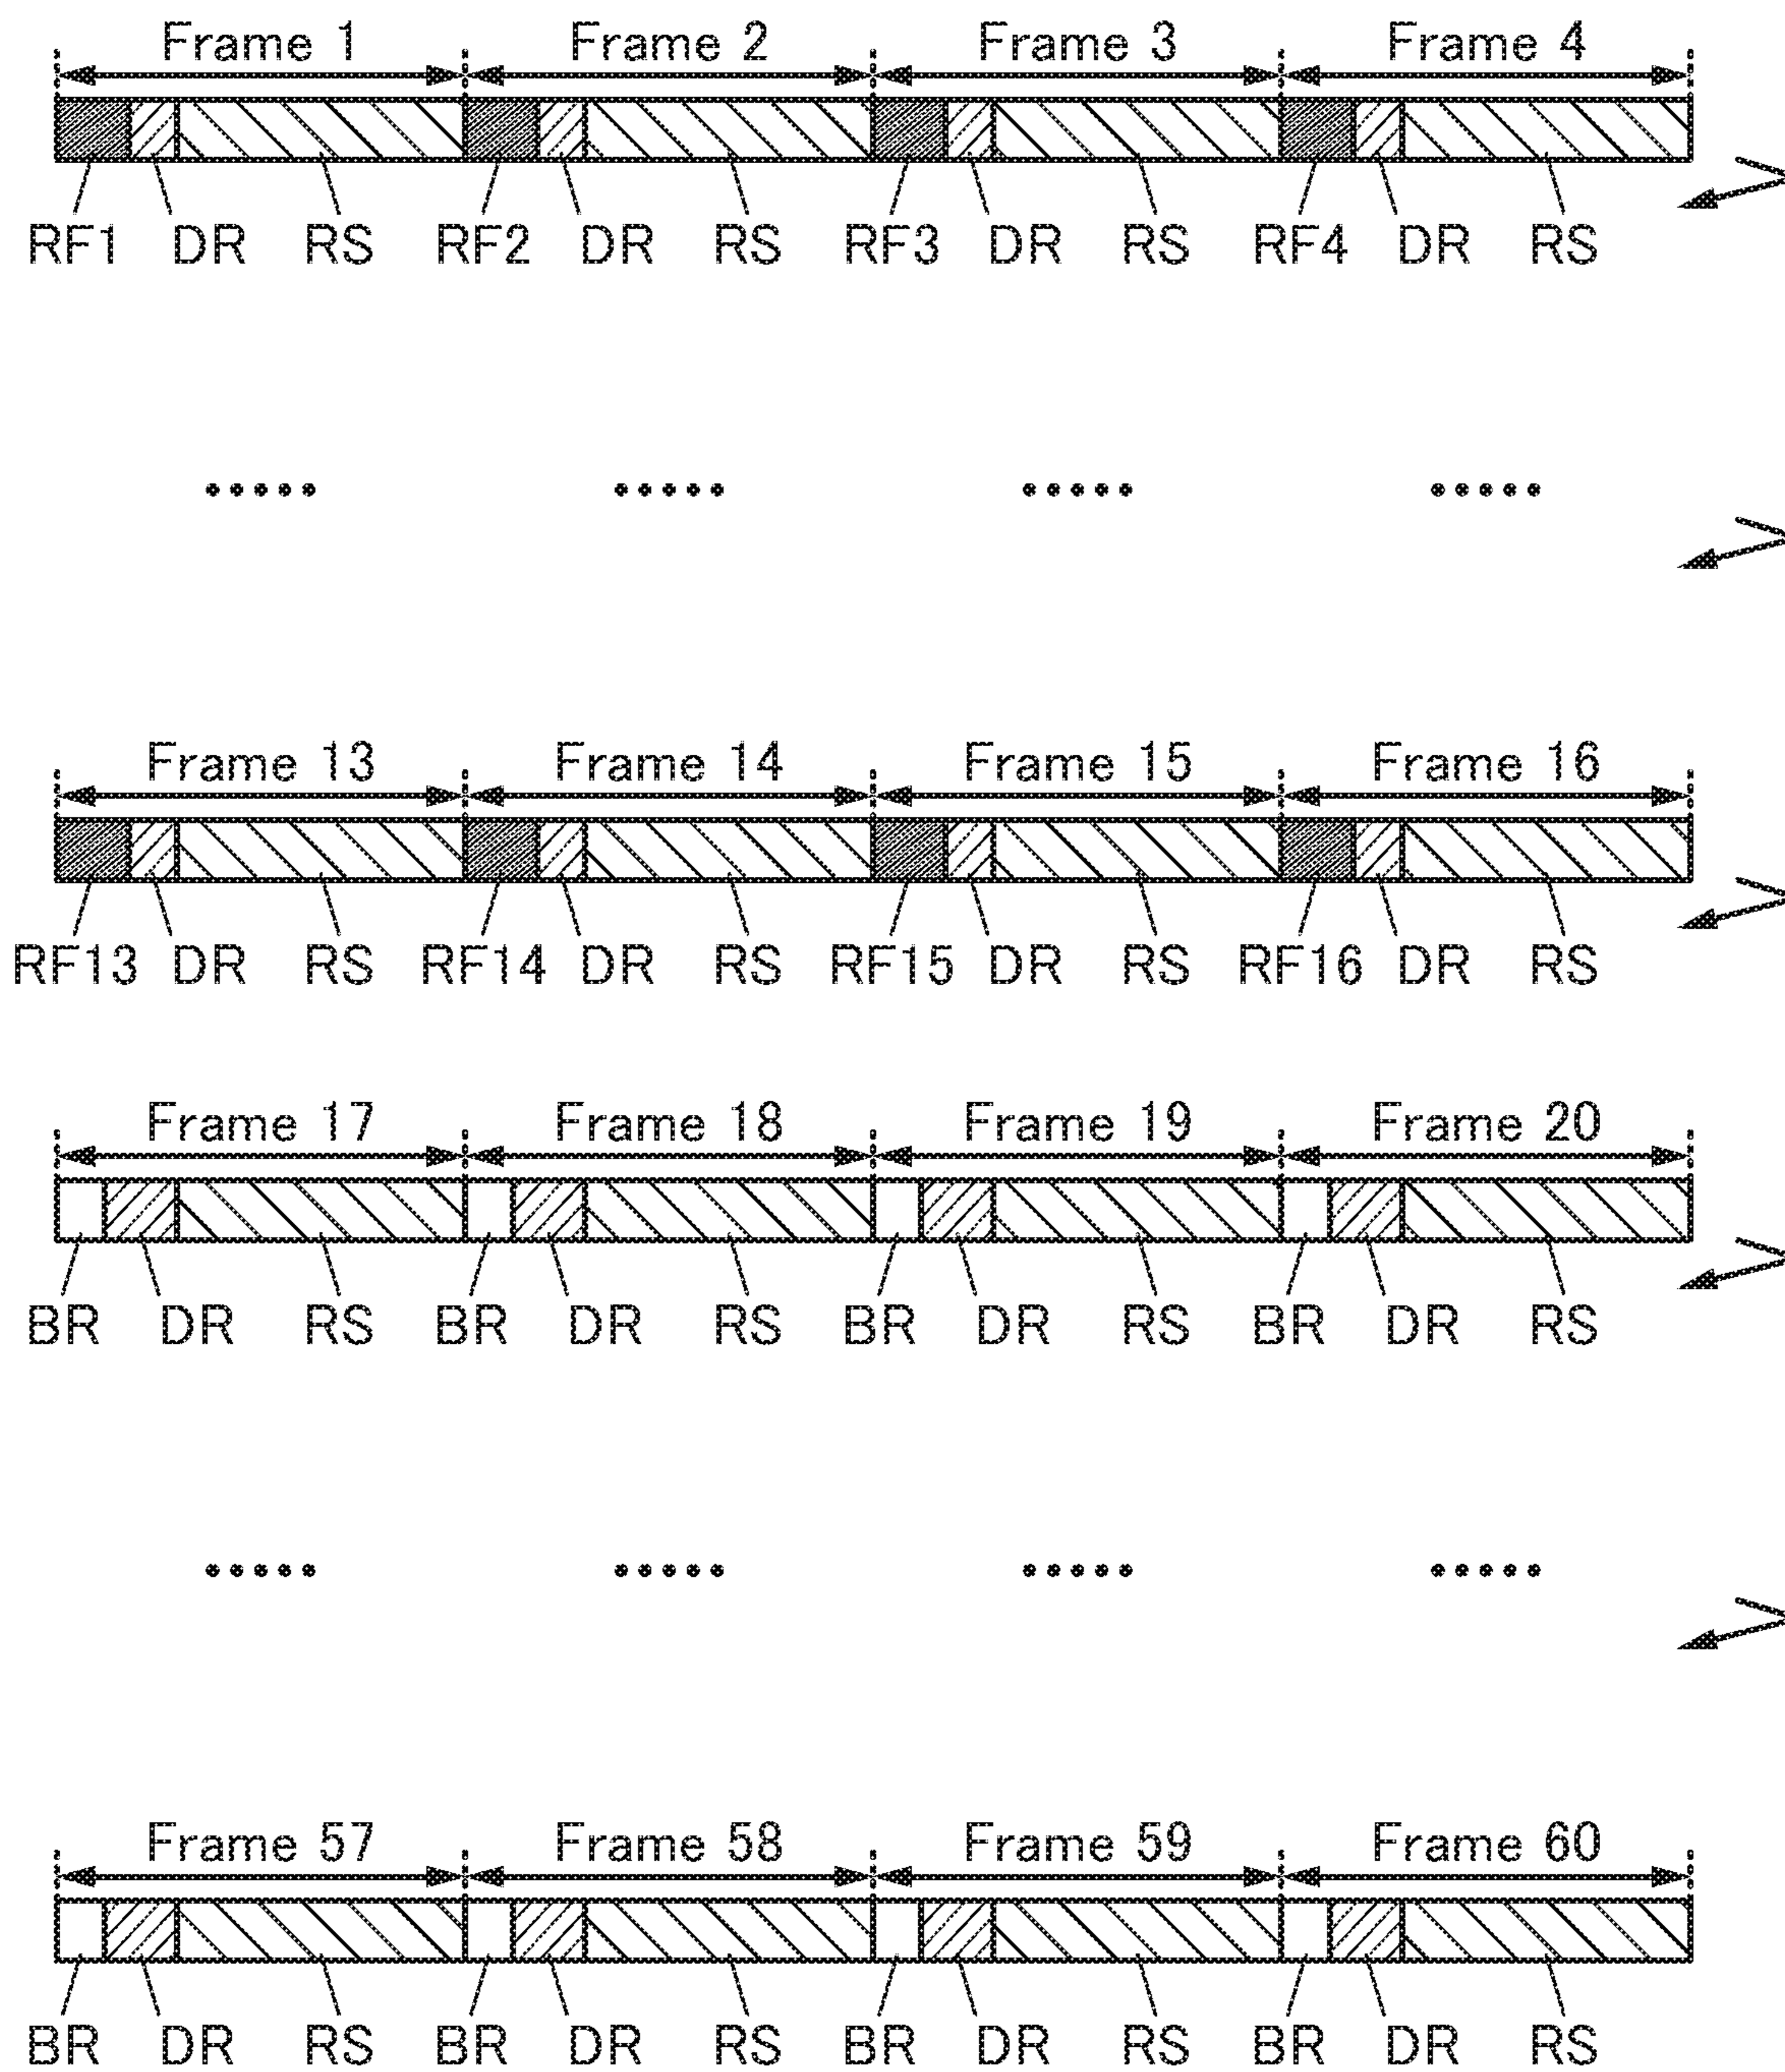 Frame 1 Frame 2 Frame 3 Frame 4
RF1 DR RS RF2 DR RS RF3 DR RS RF4 DR RS
Frame 13 Frame 14 Frame 15 Frame 16
RF13 DR RS RF14 DR RS RF15 DR RS RF16 DR RS
Frame 17 Frame 18 Frame 19 Frame 20
BR DR RS BR DR RS BR DR RS BR DR RS
Frame 57 Frame 58 Frame 59 Frame 60
BR DR RS BR DR RS BR DR RS BR DR RS